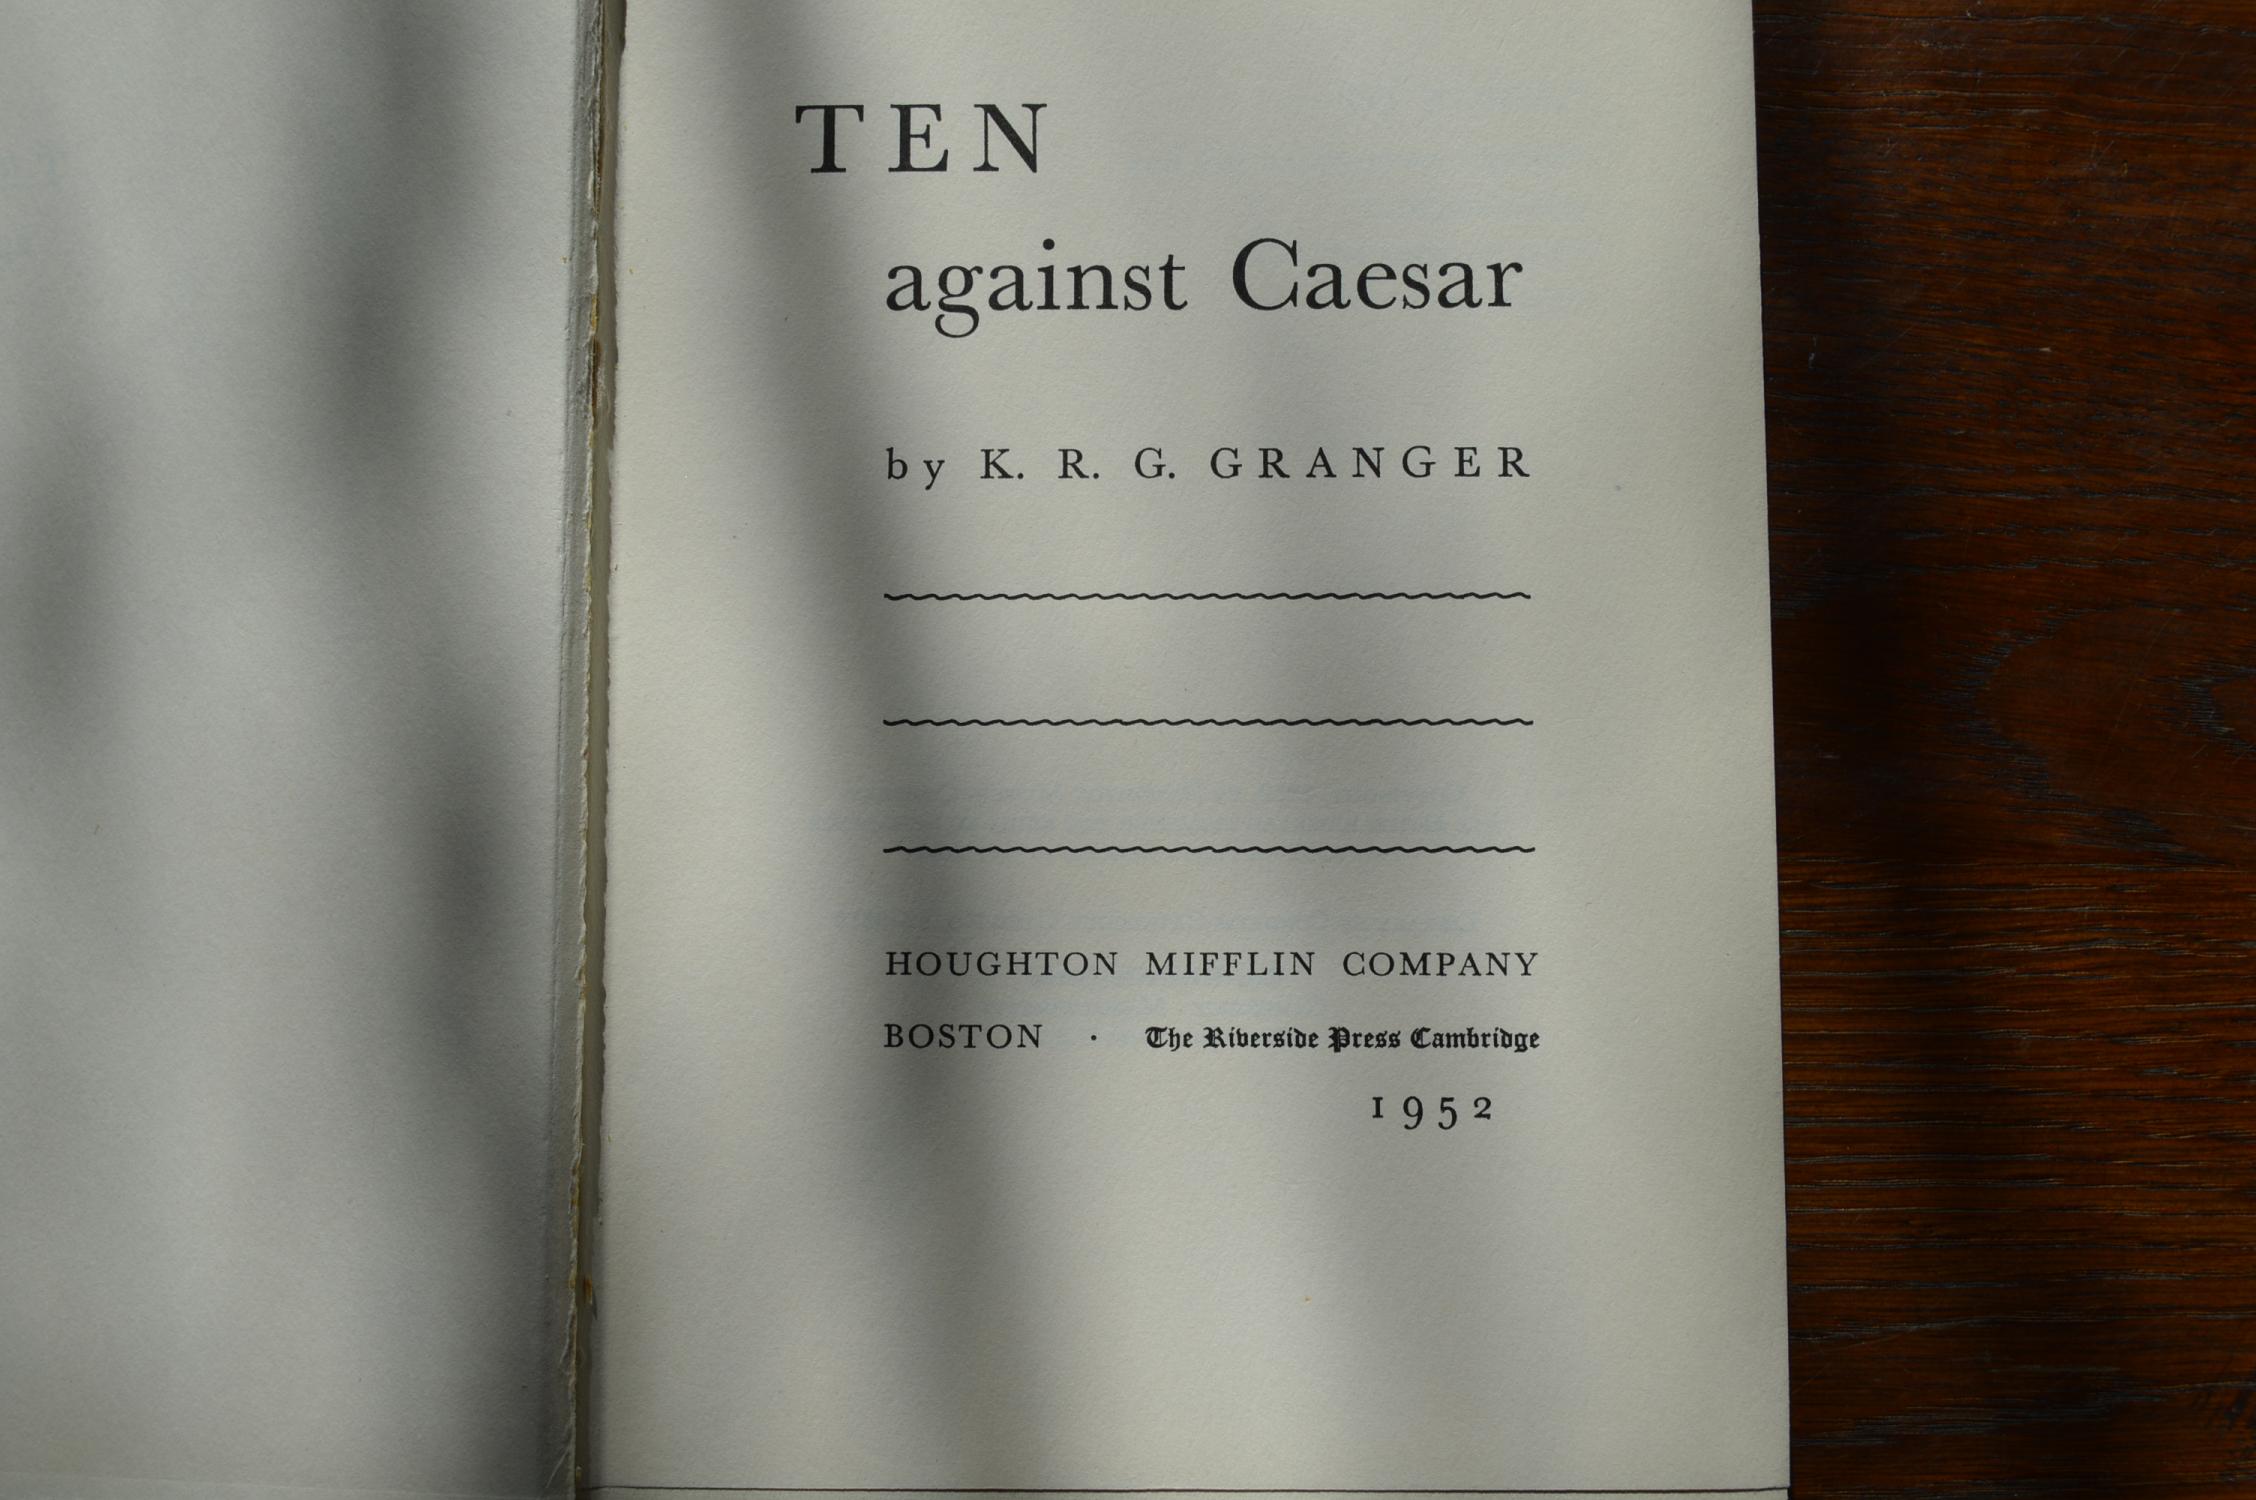 TEN
against Caesar
by K. R. G. GRANGER
HOUGHTON MIFFLIN COMPANY
BOSTON · The Riverside Press Cambridge
1952